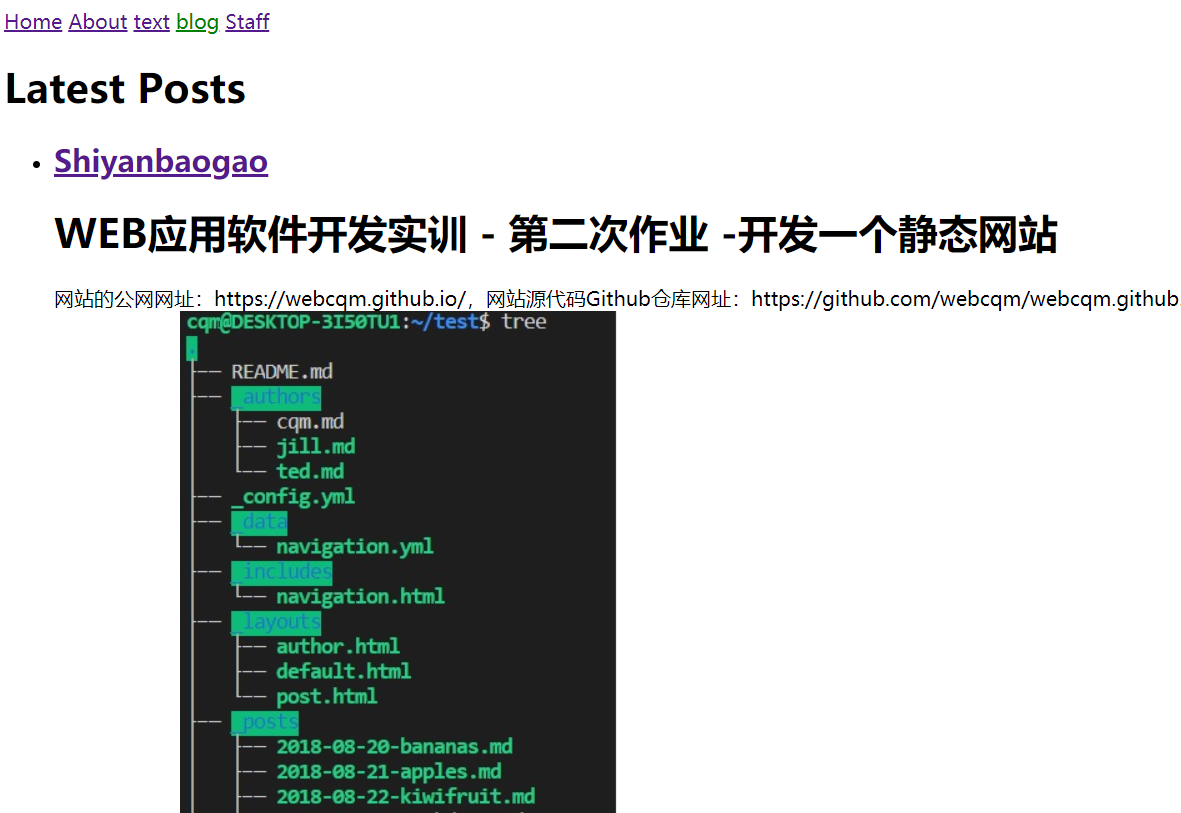 Home About text blog Staff
Latest Posts
• Shiyanbaogao
WEB应用软件开发实训 - 第二次作业 -开发一个静态网站
网站的公网网址：https://webcqm.github.io/，网站源代码Github仓库网址：https://github.com/webcqm/webcqm.github
cqm@DESKTOP-3I50TU1:~/test$ tree
.
├── README.md
├── _authors
│   ├── cqm.md
│   ├── jill.md
│   └── ted.md
├── _config.yml
├── _data
│   └── navigation.yml
├── _includes
│   └── navigation.html
├── _layouts
│   ├── author.html
│   ├── default.html
│   └── post.html
├── _posts
│   ├── 2018-08-20-bananas.md
│   ├── 2018-08-21-apples.md
│   ├── 2018-08-22-kiwifruit.md